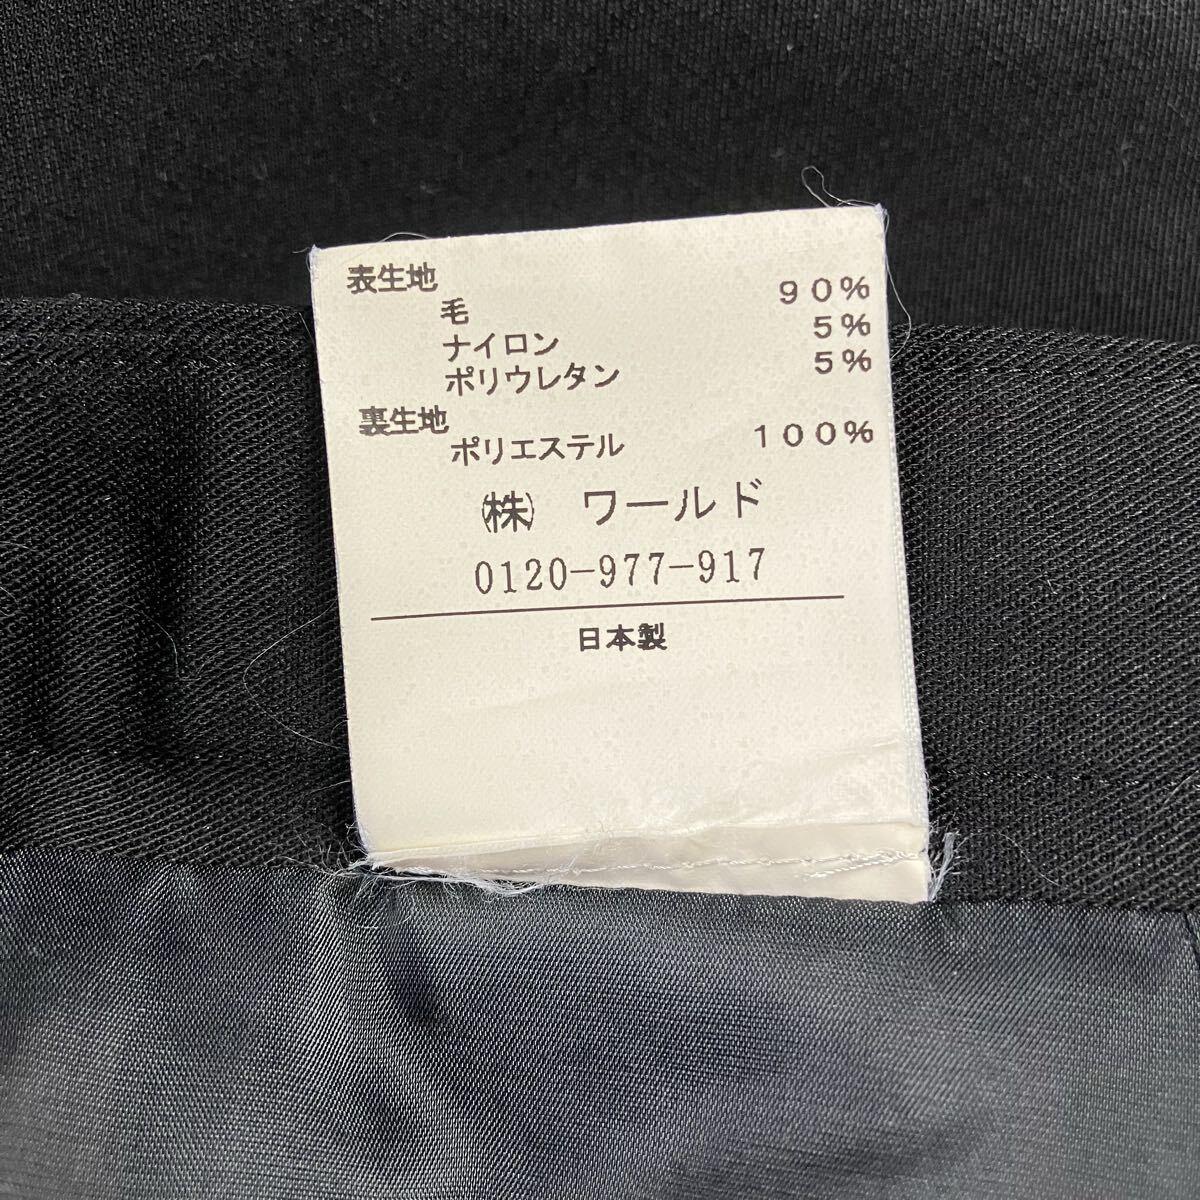 表生地
毛 90%
ナイロン 5%
ポリウレタン 5%
裏生地
ポリエステル 100%
㈱ ワールド
0120-977-917
日本製